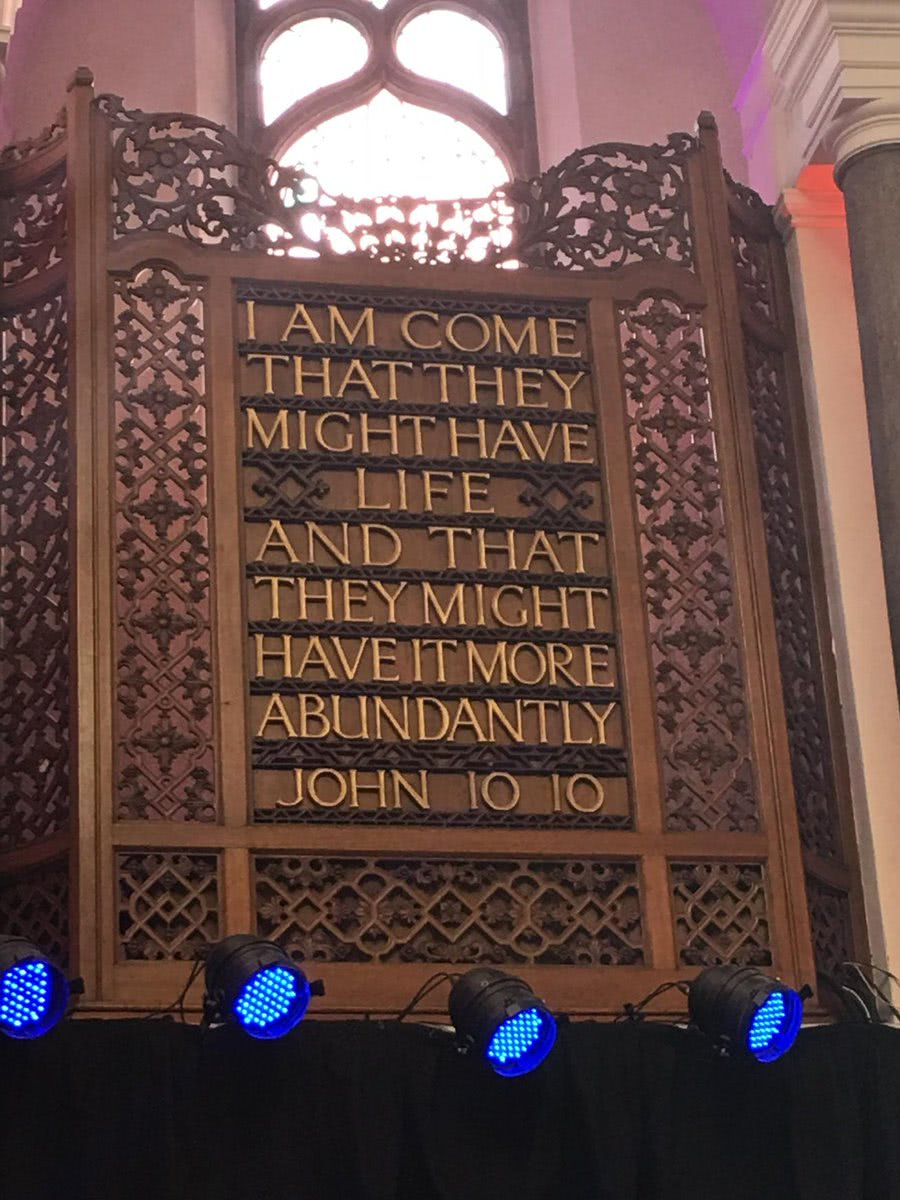 I AM COME
THAT THEY
MIGHT HAVE
LIFE
AND THAT
THEY MIGHT
HAVE IT MORE
ABUNDANTLY
JOHN 10 10